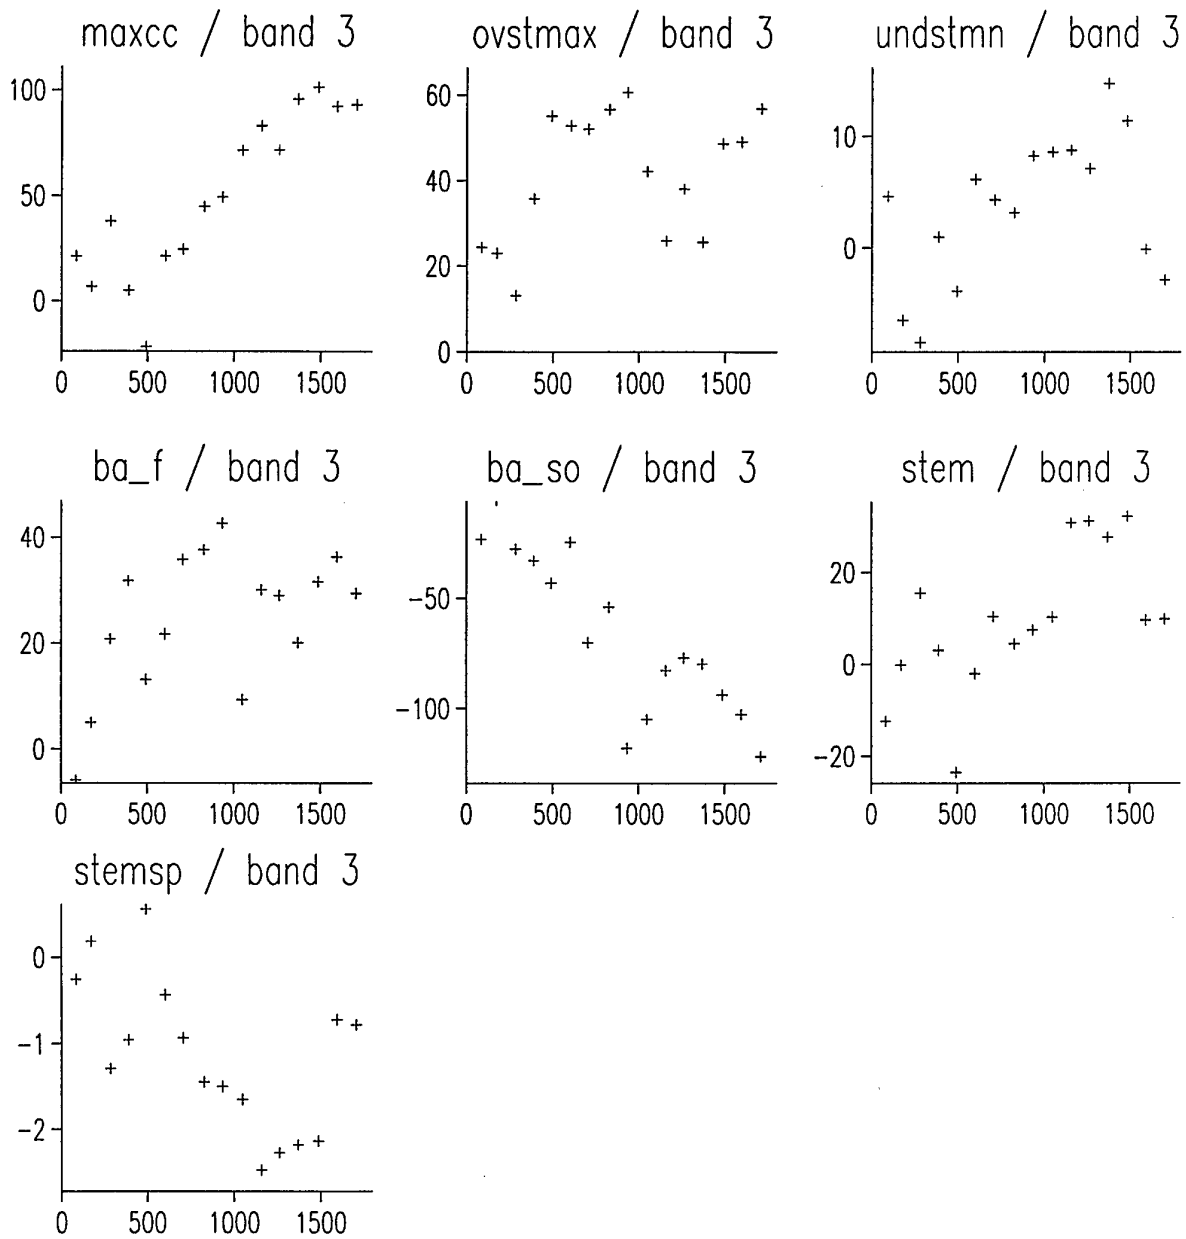 maxcc / band 3
ovstmax / band 3
undstmn / band 3
100
50
0
0 500 1000 1500
60
40
20
0
0 500 1000 1500
10
0
0 500 1000 1500
ba_f / band 3
ba_so / band 3
stem / band 3
40
20
0
0 500 1000 1500
-50
-100
0 500 1000 1500
20
0
-20
0 500 1000 1500
stemsp / band 3
0
-1
-2
0 500 1000 1500